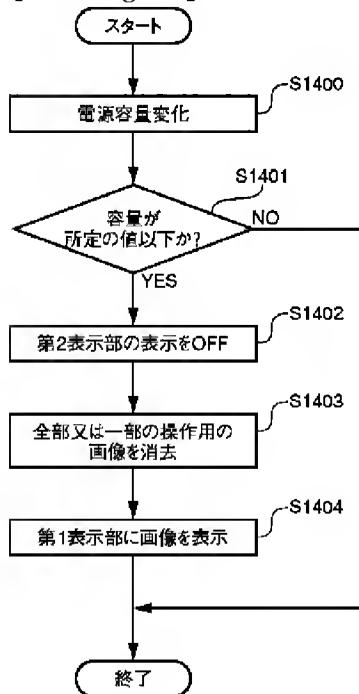 スタート
S1400
電源容量変化
S1401
容量が
所定の値以下か?
NO
YES
S1402
第2表示部の表示をOFF
S1403
全部又は一部の操作用の
画像を消去
S1404
第1表示部に画像を表示
終了